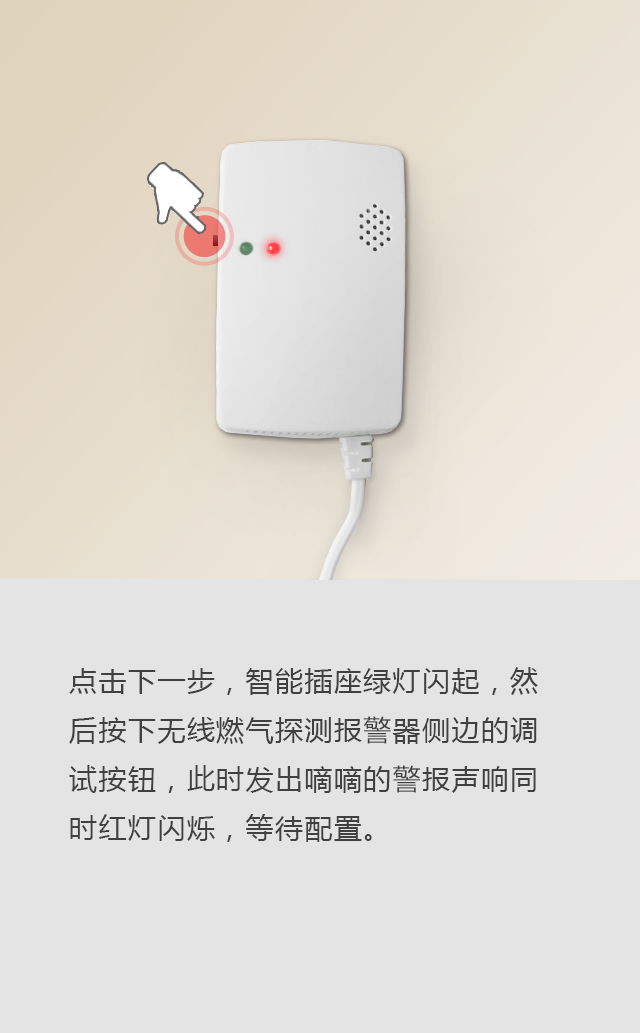 点击下一步，智能插座绿灯闪起，然
后按下无线燃气探测报警器侧边的调
试按钮，此时发出嘀嘀的警报声响同
时红灯闪烁，等待配置。